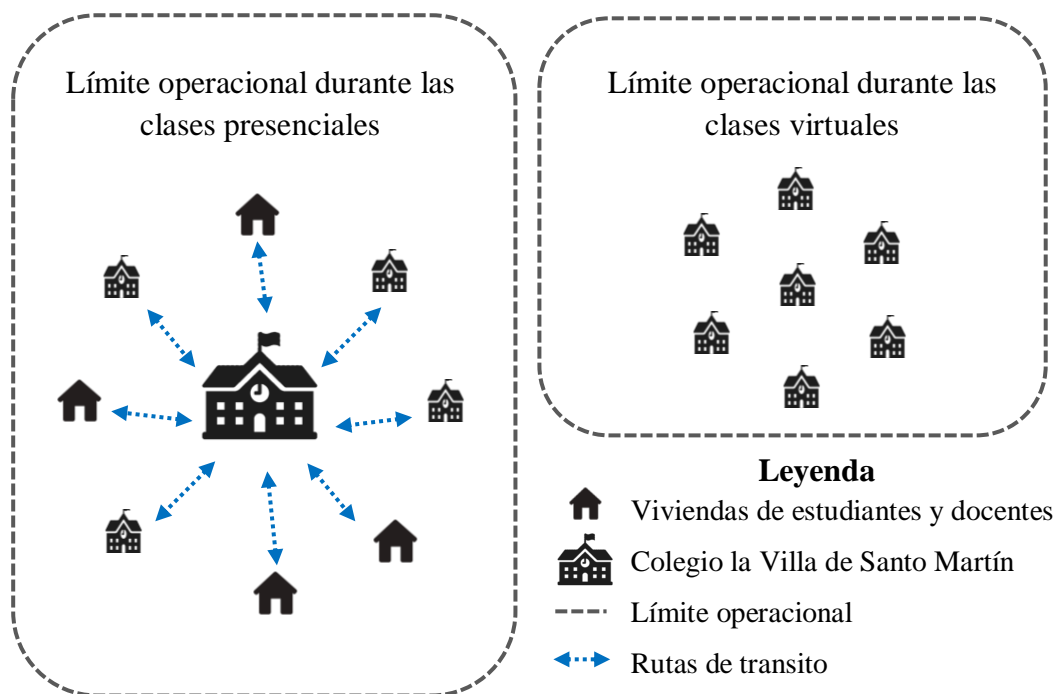 Límite operacional durante las
clases presenciales
Límite operacional durante las
clases virtuales
Leyenda
Viviendas de estudiantes y docentes
Colegio la Villa de Santo Martín
Límite operacional
Rutas de transito